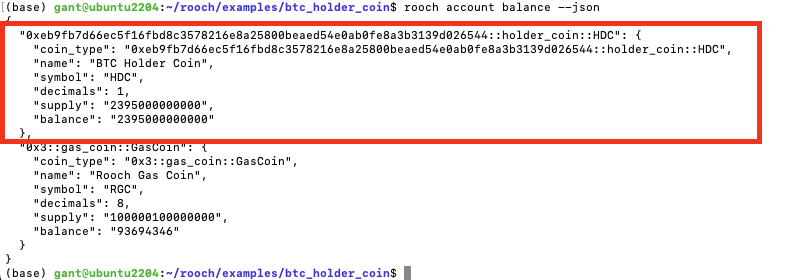 (base) gant@ubuntu2204:~/rooch/examples/btc_holder_coin$ rooch account balance --json
{
  "0xeb9fb7d66ec5f16fbd8c3578216e8a25800beaed54e0ab0fe8a3b3139d026544::holder_coin::HDC": {
    "coin_type": "0xeb9fb7d66ec5f16fbd8c3578216e8a25800beaed54e0ab0fe8a3b3139d026544::holder_coin::HDC",
    "name": "BTC Holder Coin",
    "symbol": "HDC",
    "decimals": 1,
    "supply": "2395000000000",
    "balance": "2395000000000"
  },
  "0x3::gas_coin::GasCoin": {
    "coin_type": "0x3::gas_coin::GasCoin",
    "name": "Rooch Gas Coin",
    "symbol": "RGC",
    "decimals": 8,
    "supply": "100000100000000",
    "balance": "93694346"
  }
}
(base) gant@ubuntu2204:~/rooch/examples/btc_holder_coin$